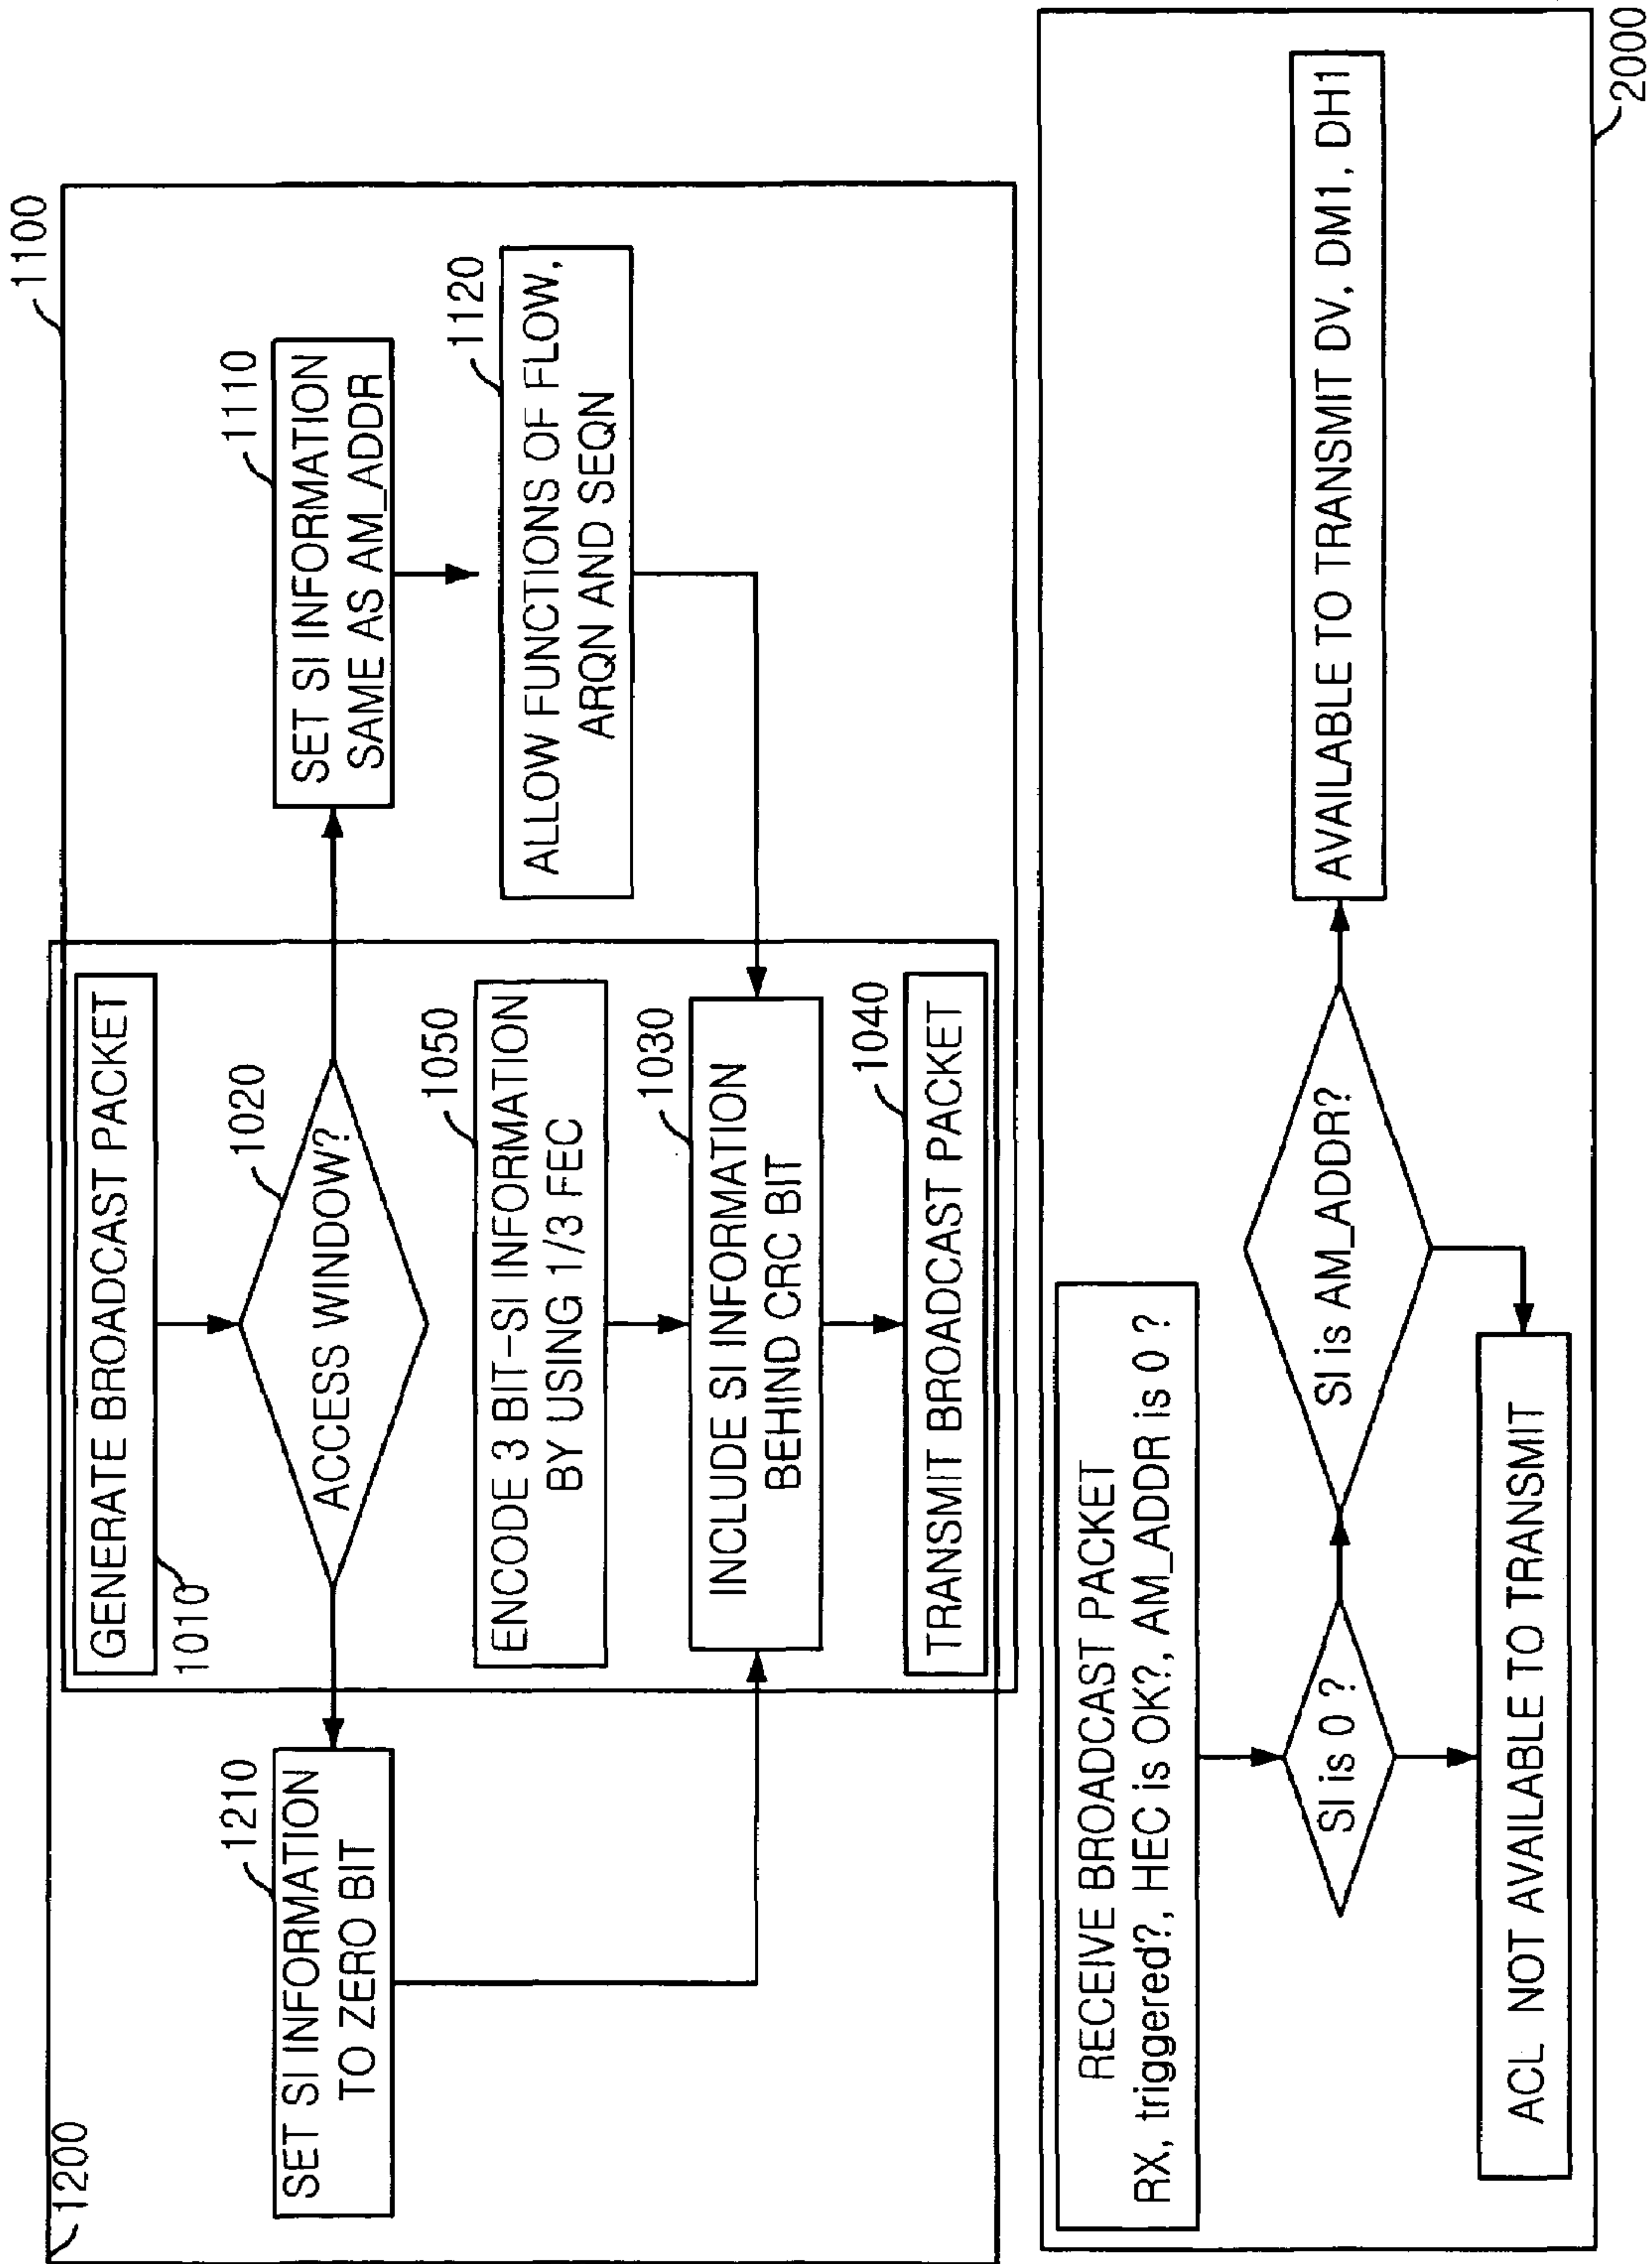 1200
1100
GENERATE BROADCAST PACKET
1010
1020
ACCESS WINDOW?
1210
SET SI INFORMATION
TO ZERO BIT
1110
SET SI INFORMATION
SAME AS AM_ADDR
1050
ENCODE 3 BIT-SI INFORMATION
BY USING 1/3 FEC
1120
ALLOW FUNCTIONS OF FLOW,
ARQN AND SEQN
1030
INCLUDE SI INFORMATION
BEHIND CRC BIT
1040
TRANSMIT BROADCAST PACKET
RECEIVE BROADCAST PACKET
RX, triggered?, HEC is OK?, AM_ADDR is 0 ?
SI is 0 ?
SI is AM_ADDR?
AVAILABLE TO TRANSMIT DV, DM1, DH1
ACL NOT AVAILABLE TO TRANSMIT
2000